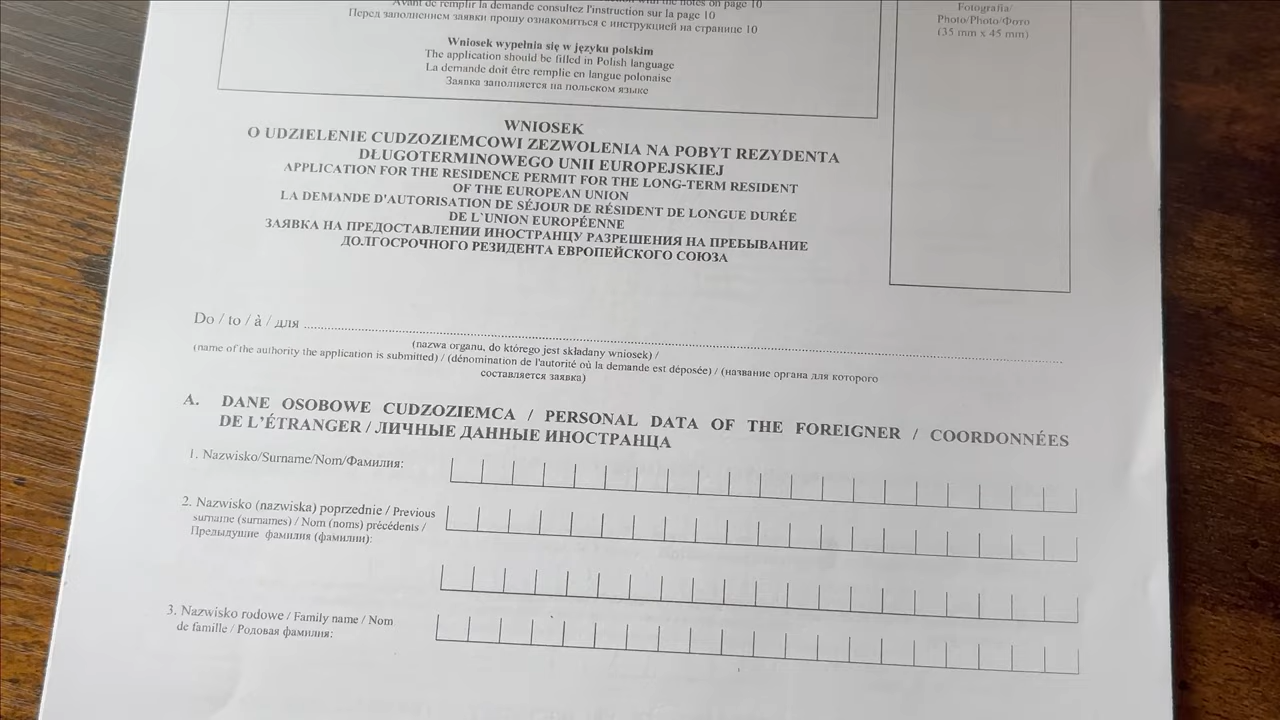 Avant de remplir la demande consultez l'instruction sur la page 10
Перед заполнением заявки прошу ознакомиться с инструкцией на странице 10
Wniosek wypełnia się w języku polskim
The application should be filled in Polish language
La demande doit être remplie en langue polonaise
Заявка заполняется на польском языке
Fotografia/
Photo/Photo/Фото
(35 mm x 45 mm)
WNIOSEK
O UDZIELENIE CUDZOZIEMCOWI ZEZWOLENIA NA POBYT REZYDENTA
DŁUGOTERMINOWEGO UNII EUROPEJSKIEJ
APPLICATION FOR THE RESIDENCE PERMIT FOR THE LONG-TERM RESIDENT
OF THE EUROPEAN UNION
LA DEMANDE D'AUTORISATION DE SÉJOUR DE RÉSIDENT DE LONGUE DURÉE
DE L`UNION EUROPÉENNE
ЗАЯВКА НА ПРЕДОСТАВЛЕНИИ ИНОСТРАНЦУ РАЗРЕШЕНИЯ НА ПРЕБЫВАНИЕ
ДОЛГОСРОЧНОГО РЕЗИДЕНТА ЕВРОПЕЙСКОГО СОЮЗА
Do / to / à / для
(nazwa organu, do którego jest składany wniosek) /
(name of the authority the application is submitted) / (dénomination de l'autorité où la demande est déposée) / (название органа для которого
составляется заявка)
A. DANE OSOBOWE CUDZOZIEMCA / PERSONAL DATA OF THE FOREIGNER / COORDONNÉES
DE L'ÉTRANGER / ЛИЧНЫЕ ДАННЫЕ ИНОСТРАНЦА
1. Nazwisko/Surname/Nom/Фамилия:
2. Nazwisko (nazwiska) poprzednie / Previous
surname (surnames) / Nom (noms) précédents /
Предыдущие фамилия (фамилии):
3. Nazwisko rodowe / Family name / Nom
de famille / Родовая фамилия: